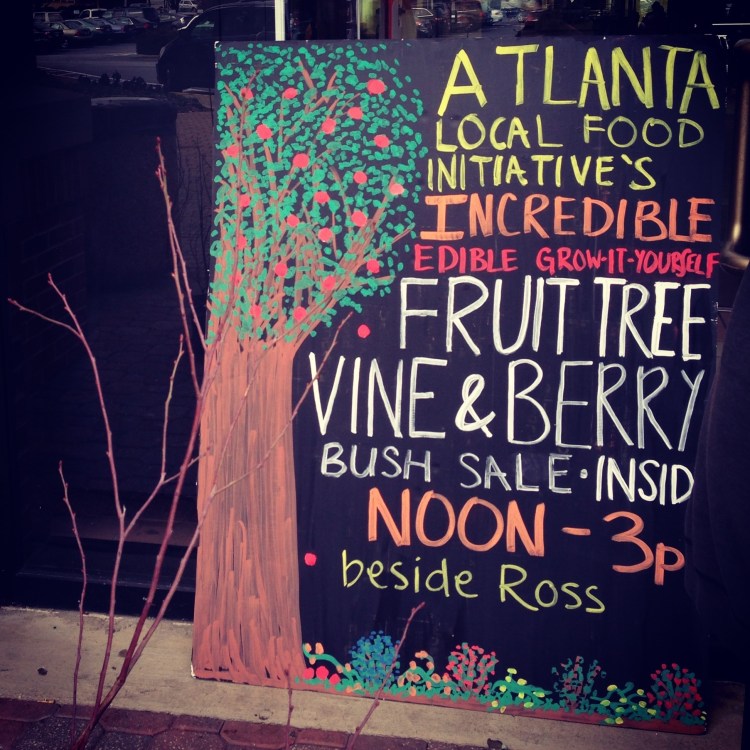 ATLANTA
LOCAL FOOD
INITIATIVE'S
INCREDIBLE
EDIBLE GROW-IT-YOURSELF
FRUIT TREE
VINE & BERRY
BUSH SALE • INSID
NOON - 3p
beside Ross